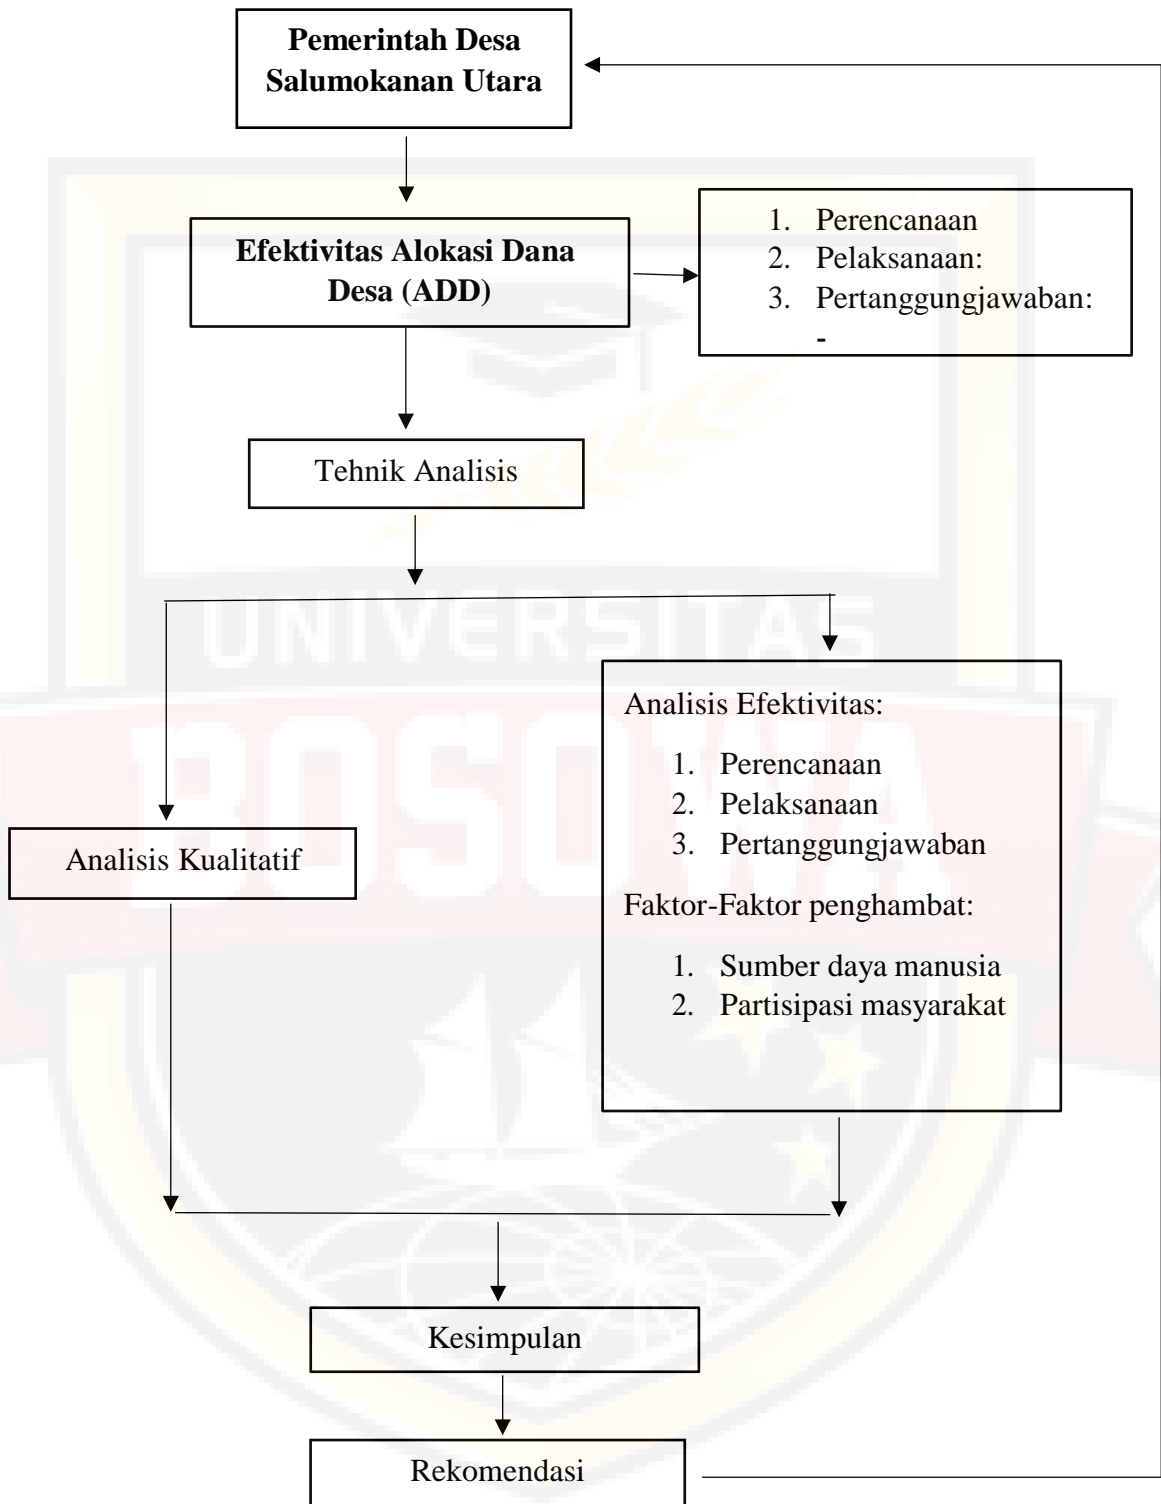 Pemerintah Desa
Salumokanan Utara
Efektivitas Alokasi Dana
Desa (ADD)
1. Perencanaan
2. Pelaksanaan:
3. Pertanggungjawaban:
-
Tehnik Analisis
UNIVERSITAS
BOSOWA
Analisis Kualitatif
Analisis Efektivitas:
1. Perencanaan
2. Pelaksanaan
3. Pertanggungjawaban
Faktor-Faktor penghambat:
1. Sumber daya manusia
2. Partisipasi masyarakat
Kesimpulan
Rekomendasi